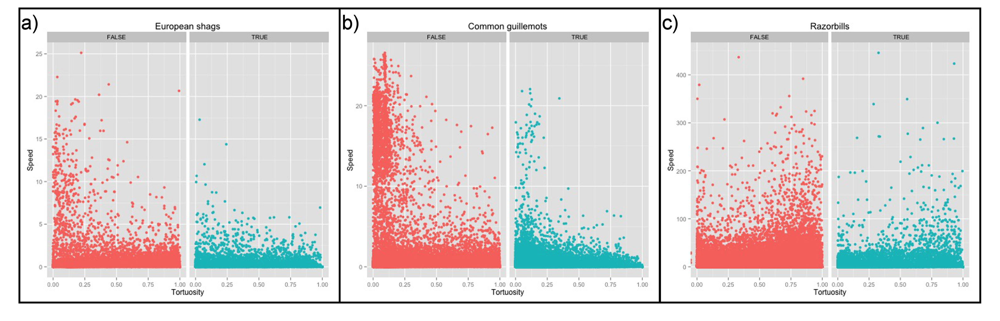 a)
European shags
FALSE TRUE
25
20
15
10
5
0
Speed
0.00 0.25 0.50 0.75 1.00 0.00 0.25 0.50 0.75 1.00
Tortuosity
b)
Common guillemots
FALSE TRUE
20
10
0
Speed
0.00 0.25 0.50 0.75 1.00 0.00 0.25 0.50 0.75 1.00
Tortuosity
c)
Razorbills
FALSE TRUE
400
300
200
100
0
Speed
0.00 0.25 0.50 0.75 1.00 0.00 0.25 0.50 0.75 1.00
Tortuosity